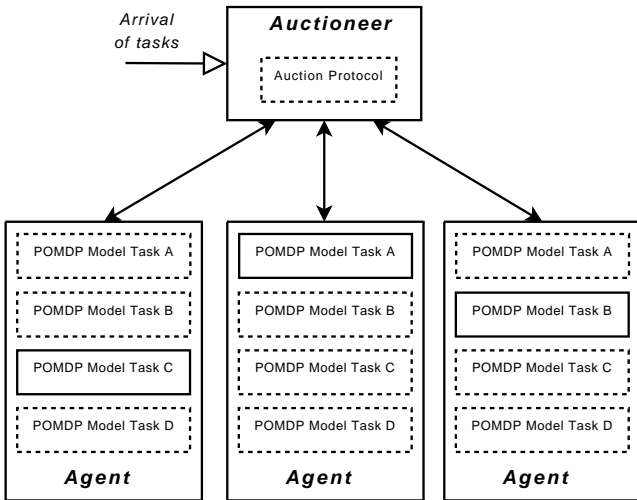 Arrival
of tasks
Auctioneer
Auction Protocol
POMDP Model Task A
POMDP Model Task B
POMDP Model Task C
POMDP Model Task D
Agent
POMDP Model Task A
POMDP Model Task B
POMDP Model Task C
POMDP Model Task D
Agent
POMDP Model Task A
POMDP Model Task B
POMDP Model Task C
POMDP Model Task D
Agent